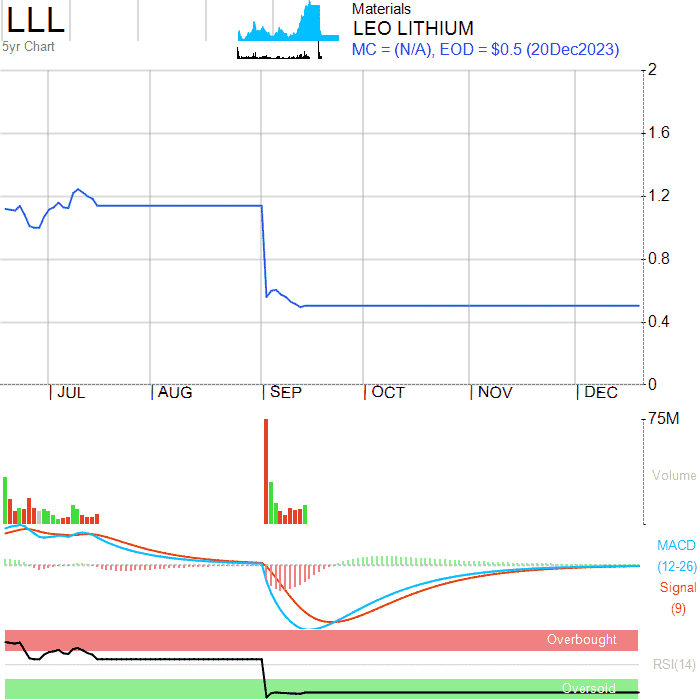 LLL
5yr Chart
Materials
LEO LITHIUM
MC = (N/A), EOD = $0.5 (20Dec2023)
2
1.6
1.2
0.8
0.4
0
JUL AUG SEP OCT NOV DEC
75M
Volume
MACD
(12-26)
Signal
(9)
Overbought
RSI(14)
Oversold